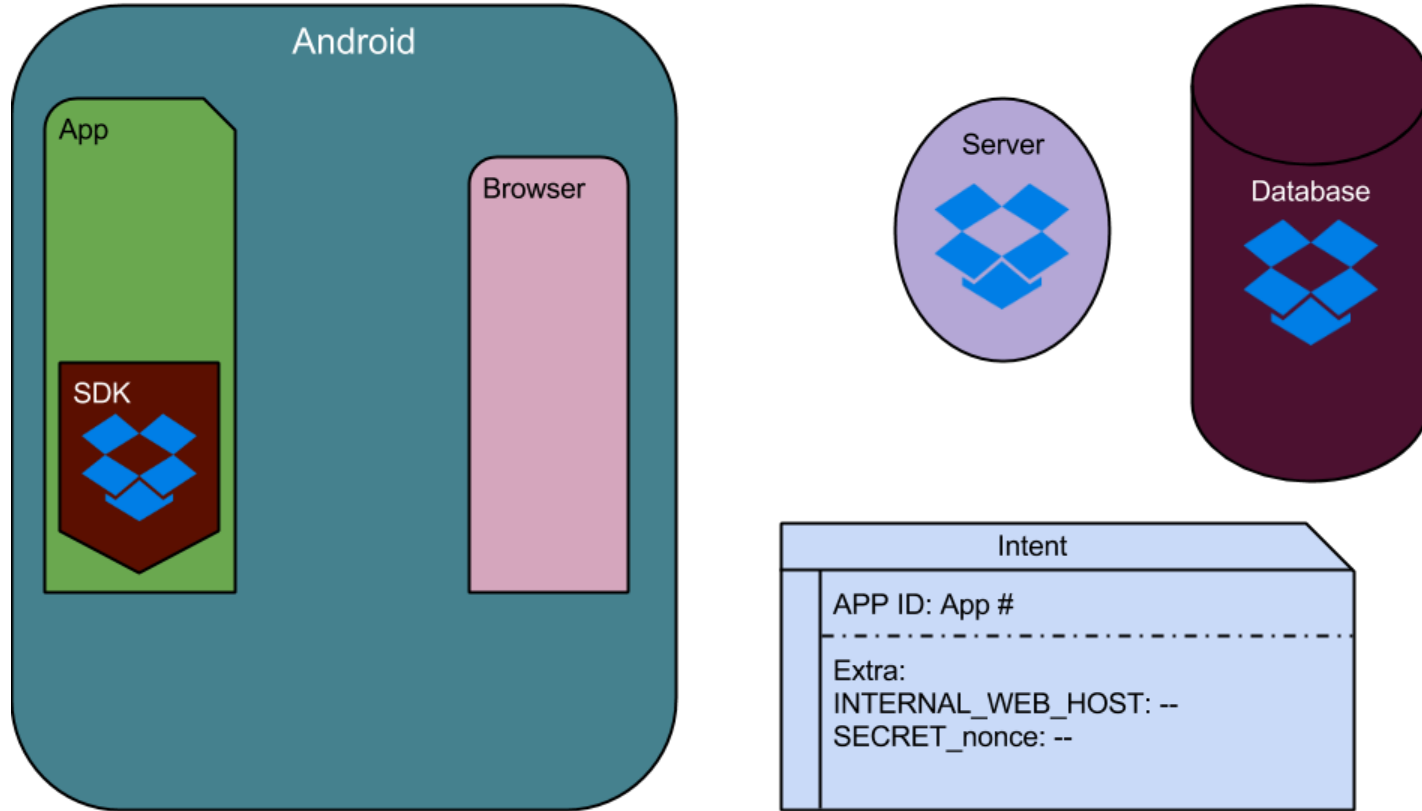 Android
App
Browser
SDK
Server
Database
Intent
APP ID: App #
Extra:
INTERNAL_WEB_HOST: --
SECRET_nonce: --